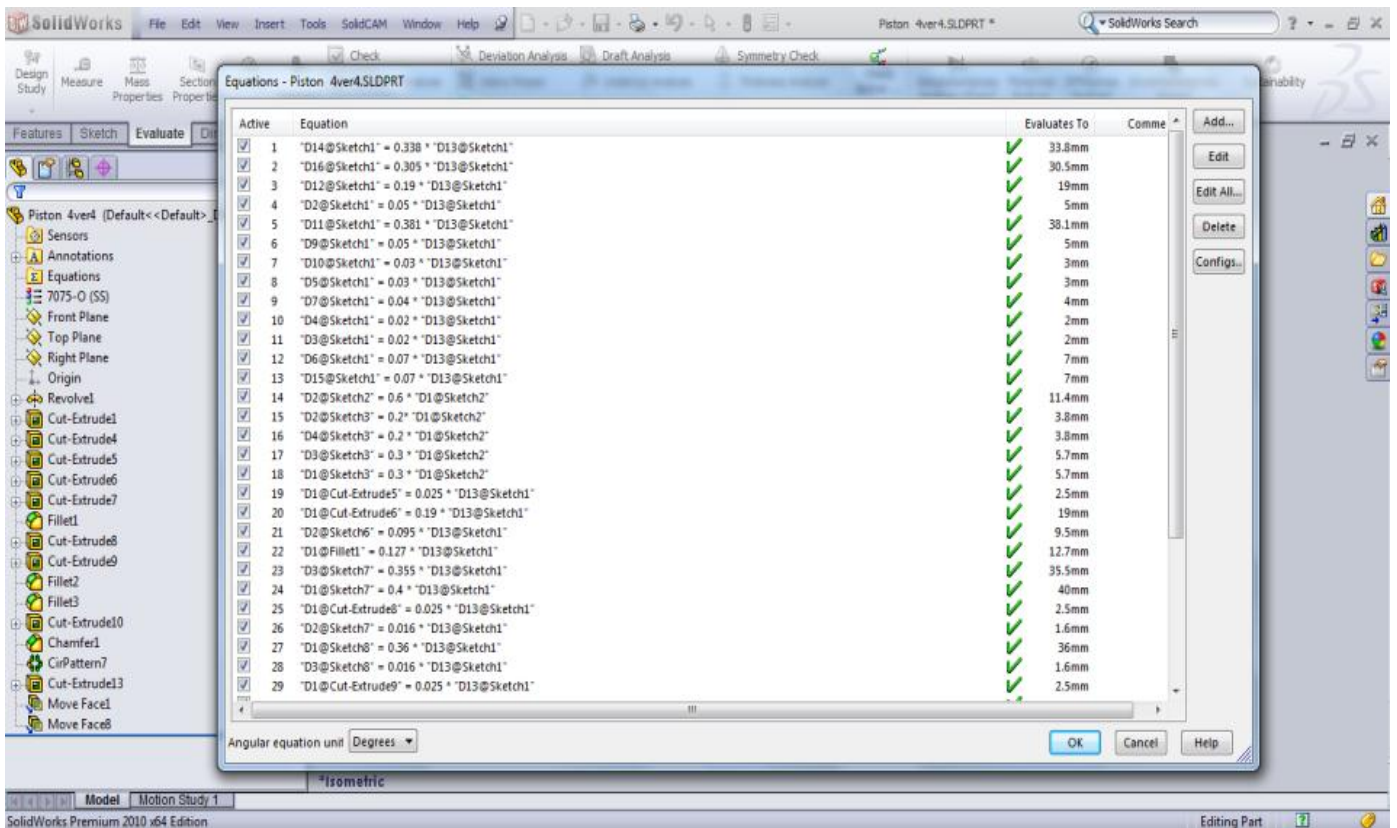 SolidWorks File Edit View Insert Tools SolidCAM Window Help Piston 4ver4.SLDPRT * SolidWorks Search
Design Study Measure Mass Properties Section Check Deviation Analysis Draft Analysis Symmetry Check
Features Sketch Evaluate
Equations - Piston 4ver4.SLDPRT
Active Equation Evaluates To Comme
1 "D14@Sketch1" = 0.338 * "D13@Sketch1" 33.8mm
2 "D16@Sketch1" = 0.305 * "D13@Sketch1" 30.5mm
3 "D12@Sketch1" = 0.19 * "D13@Sketch1" 19mm
4 "D2@Sketch1" = 0.05 * "D13@Sketch1" 5mm
5 "D11@Sketch1" = 0.381 * "D13@Sketch1" 38.1mm
6 "D9@Sketch1" = 0.05 * "D13@Sketch1" 5mm
7 "D10@Sketch1" = 0.03 * "D13@Sketch1" 3mm
8 "D5@Sketch1" = 0.03 * "D13@Sketch1" 3mm
9 "D7@Sketch1" = 0.04 * "D13@Sketch1" 4mm
10 "D4@Sketch1" = 0.02 * "D13@Sketch1" 2mm
11 "D3@Sketch1" = 0.02 * "D13@Sketch1" 2mm
12 "D6@Sketch1" = 0.07 * "D13@Sketch1" 7mm
13 "D15@Sketch1" = 0.07 * "D13@Sketch1" 7mm
14 "D2@Sketch2" = 0.6 * "D1@Sketch2" 11.4mm
15 "D2@Sketch3" = 0.2* "D1@Sketch2" 3.8mm
16 "D4@Sketch3" = 0.2 * "D1@Sketch2" 3.8mm
17 "D3@Sketch3" = 0.3 * "D1@Sketch2" 5.7mm
18 "D1@Sketch3" = 0.3 * "D1@Sketch2" 5.7mm
19 "D1@Cut-Extrude5" = 0.025 * "D13@Sketch1" 2.5mm
20 "D1@Cut-Extrude6" = 0.19 * "D13@Sketch1" 19mm
21 "D2@Sketch6" = 0.095 * "D13@Sketch1" 9.5mm
22 "D1@Fillet1" = 0.127 * "D13@Sketch1" 12.7mm
23 "D3@Sketch7" = 0.355 * "D13@Sketch1" 35.5mm
24 "D1@Sketch7" = 0.4 * "D13@Sketch1" 40mm
25 "D1@Cut-Extrude8" = 0.025 * "D13@Sketch1" 2.5mm
26 "D2@Sketch7" = 0.016 * "D13@Sketch1" 1.6mm
27 "D1@Sketch8" = 0.36 * "D13@Sketch1" 36mm
28 "D3@Sketch8" = 0.016 * "D13@Sketch1" 1.6mm
29 "D1@Cut-Extrude9" = 0.025 * "D13@Sketch1" 2.5mm
Add...
Edit
Edit All...
Delete
Configs..
Angular equation unit Degrees OK Cancel Help
Piston 4ver4 (Default<<Default>_D
Sensors
Annotations
Equations
7075-O (SS)
Front Plane
Top Plane
Right Plane
Origin
Revolve1
Cut-Extrude1
Cut-Extrude4
Cut-Extrude5
Cut-Extrude6
Cut-Extrude7
Fillet1
Cut-Extrude8
Cut-Extrude9
Fillet2
Fillet3
Cut-Extrude10
Chamfer1
CirPattern7
Cut-Extrude13
Move Face1
Move Face8
*Isometric
Model Motion Study 1
SolidWorks Premium 2010 x64 Edition Editing Part